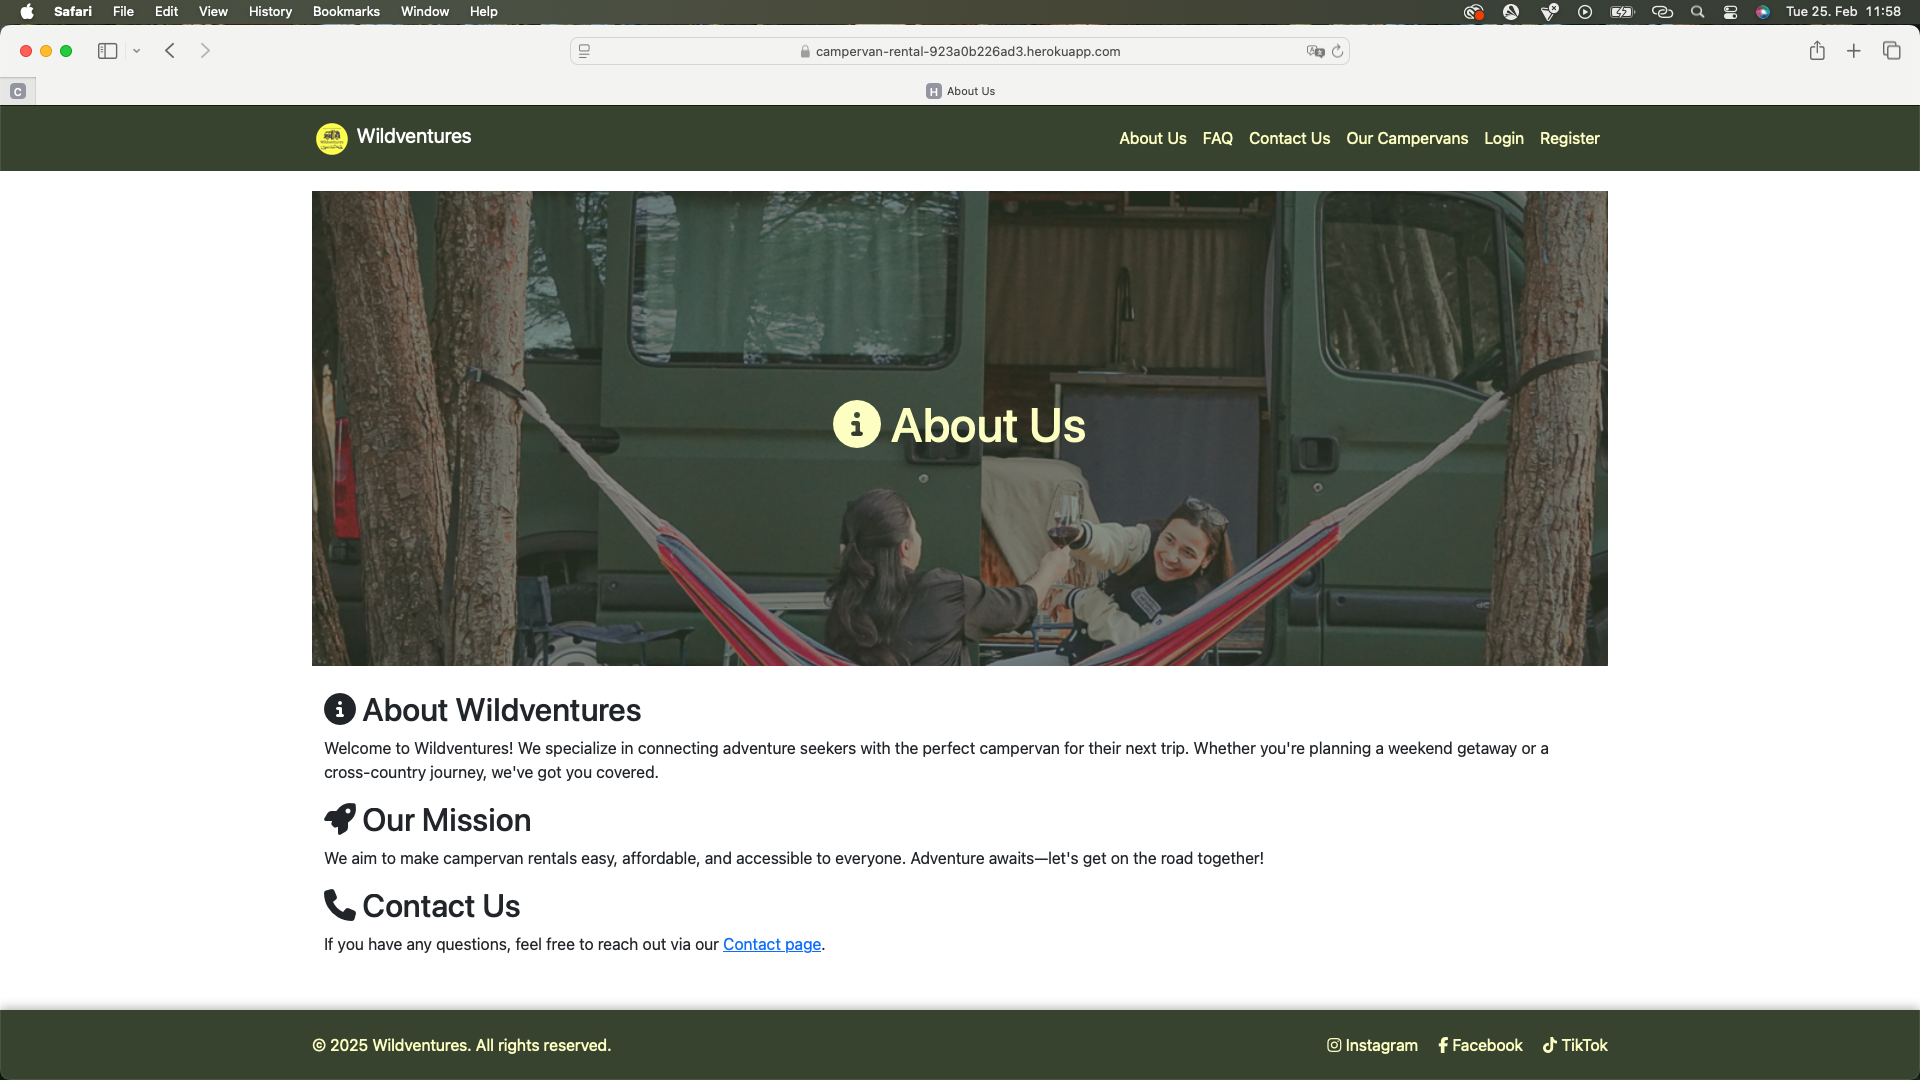 Safari File Edit View History Bookmarks Window Help Tue 25. Feb 11:58
campervan-rental-923a0b226ad3.herokuapp.com
C H About Us
Wildventures About Us FAQ Contact Us Our Campervans Login Register
About Us
About Wildventures
Welcome to Wildventures! We specialize in connecting adventure seekers with the perfect campervan for their next trip. Whether you're planning a weekend getaway or a
cross-country journey, we've got you covered.
Our Mission
We aim to make campervan rentals easy, affordable, and accessible to everyone. Adventure awaits—let's get on the road together!
Contact Us
If you have any questions, feel free to reach out via our Contact page.
© 2025 Wildventures. All rights reserved. Instagram Facebook TikTok